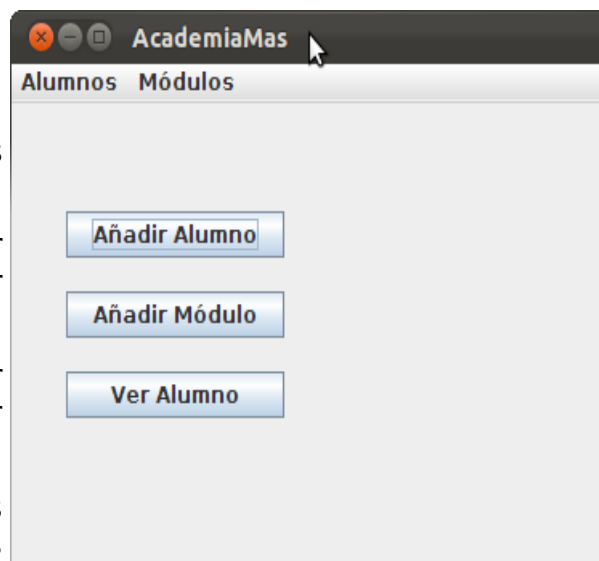 AcademiaMas
Alumnos Módulos
Añadir Alumno
Añadir Módulo
Ver Alumno